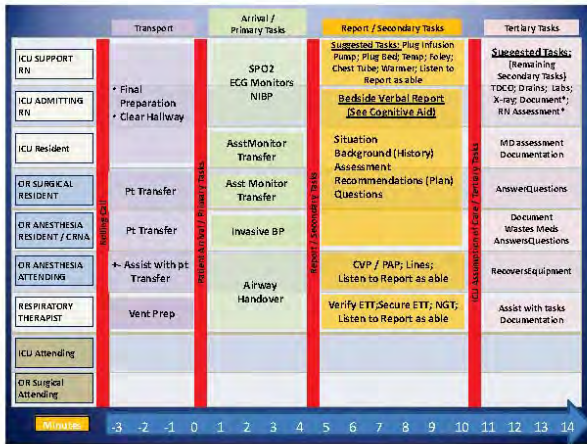 Transport
Arrival /
Primary Tasks
Report / Secondary Tasks
Tertiary Tasks
ICU SUPPORT
RN
ICU ADMITTING
RN
ICU Resident
OR SURGICAL
RESIDENT
OR ANESTHESIA
RESIDENT / CRNA
OR ANESTHESIA
ATTENDING
RESPIRATORY
THERAPIST
ICU Attending
OR Surgical
Attending
• Final
Preparation
• Clear Hallway
Pt Transfer
Pt Transfer
+- Assist with pt
Transfer
Vent Prep
Rolling Call
Patient Arrival / Primary Tasks
SPO2
ECG Monitors
NIBP
AsstMonitor
Transfer
Asst Monitor
Transfer
Invasive BP
Airway
Handover
Report / Secondary Tasks
Suggested Tasks: Plug Infusion
Pump; Plug Bed; Temp; Foley;
Chest Tube; Warmer; Listen to
Report as able
Bedside Verbal Report
(See Cognitive Aid)
Situation
Background (History)
Assessment
Recommendations (Plan)
Questions
CVP / PAP; Lines;
Listen to Report as able
Verify ETT;Secure ETT; NGT;
Listen to Report as able
ICU Assumption of Care / Tertiary Tasks
Suggested Tasks:
(Remaining
Secondary Tasks)
TDCO; Drains; Labs;
X-ray; Document*;
RN Assessment*
MD assessment
Documentation
AnswerQuestions
Document
Wastes Meds
AnswersQuestions
RecoversEquipment
Assist with tasks
Documentation
Minutes
-3 -2 -1 0 1 2 3 4 5 6 7 8 9 10 11 12 13 14